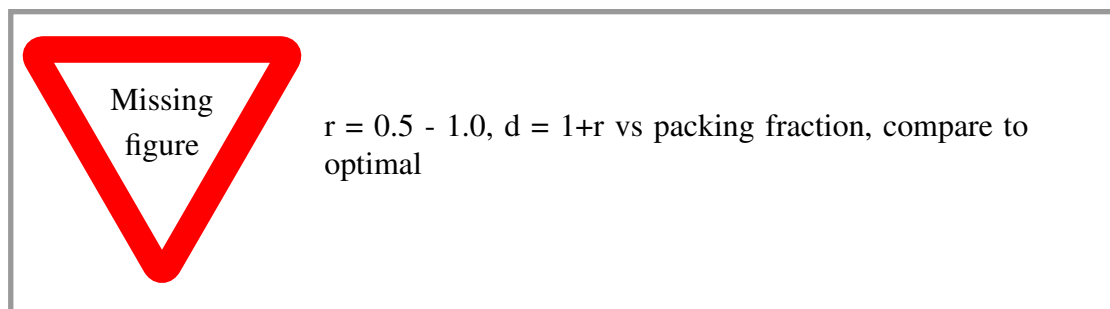 Missing
figure
r = 0.5 - 1.0, d = 1+r vs packing fraction, compare to
optimal